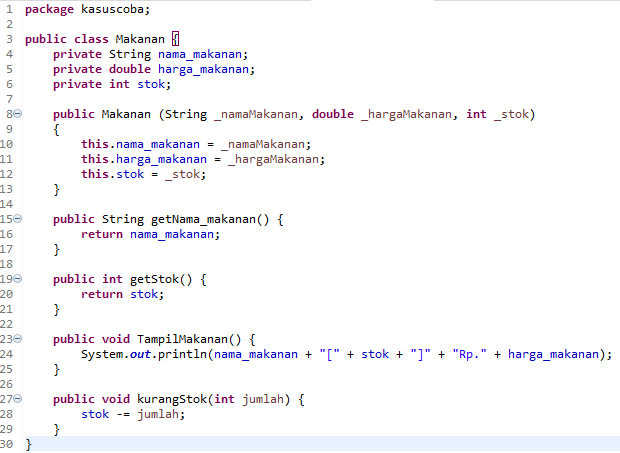 1 package kasuscoba;
2
3 public class Makanan {
4     private String nama_makanan;
5     private double harga_makanan;
6     private int stok;
7
8     public Makanan (String _namaMakanan, double _hargaMakanan, int _stok)
9     {
10         this.nama_makanan = _namaMakanan;
11         this.harga_makanan = _hargaMakanan;
12         this.stok = _stok;
13     }
14
15     public String getNama_makanan() {
16         return nama_makanan;
17     }
18
19     public int getStok() {
20         return stok;
21     }
22
23     public void TampilMakanan() {
24         System.out.println(nama_makanan + "[" + stok + "]" + "Rp." + harga_makanan);
25     }
26
27     public void kurangStok(int jumlah) {
28         stok -= jumlah;
29     }
30 }